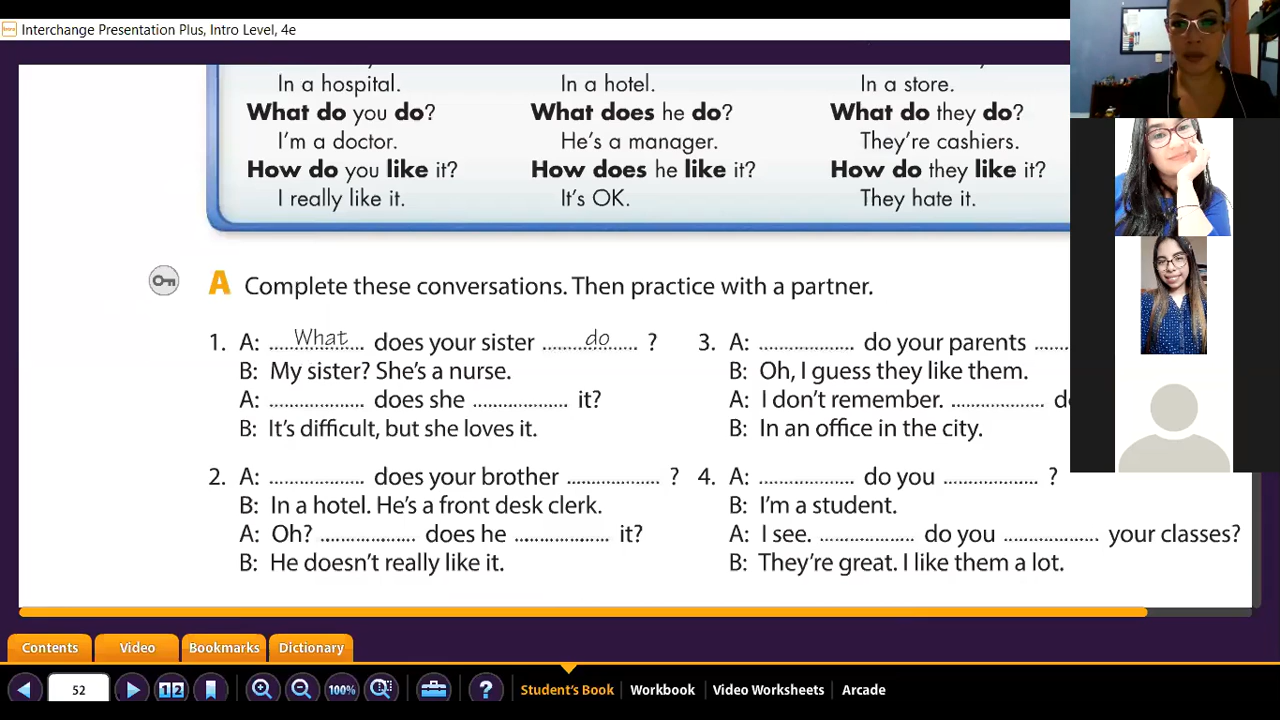 Interchange Presentation Plus, Intro Level, 4e
In a hospital.
What do you do?
I'm a doctor.
How do you like it?
I really like it.
In a hotel.
What does he do?
He's a manager.
How does he like it?
It's OK.
In a store.
What do they do?
They're cashiers.
How do they like it?
They hate it.
A Complete these conversations. Then practice with a partner.
1. A: What does your sister do ?
B: My sister? She's a nurse.
A: .................. does she .................. it?
B: It's difficult, but she loves it.
2. A: .................. does your brother .................. ?
B: In a hotel. He's a front desk clerk.
A: Oh? .................. does he .................. it?
B: He doesn't really like it.
3. A: .................. do your parents ......
B: Oh, I guess they like them.
A: I don't remember. ..................
B: In an office in the city.
4. A: .................. do you .................. ?
B: I'm a student.
A: I see. .................. do you .................. your classes?
B: They're great. I like them a lot.
Contents
Video
Bookmarks
Dictionary
52
1 2
100%
?
Student's Book
Workbook
Video Worksheets
Arcade